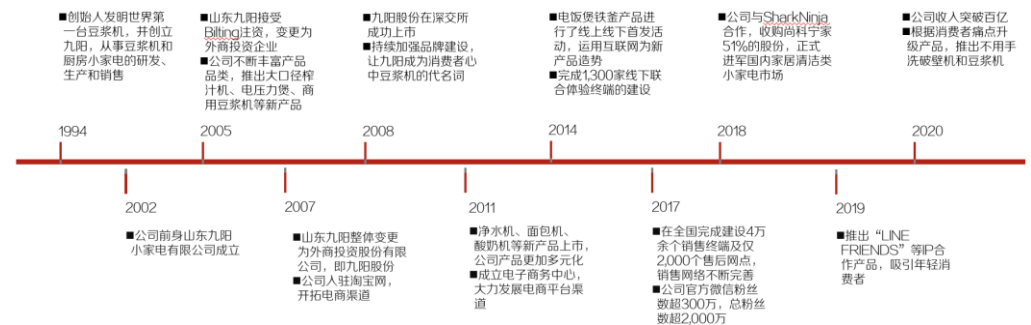 ■创始人发明世界第
一台豆浆机，并创立
九阳，从事豆浆机和
厨房小家电的研发、
生产和销售
1994
■公司前身山东九阳
小家电有限公司成立
2002
■山东九阳接受
Bilting注资，变更为
外商投资企业
■公司不断丰富产品
品类，推出大口径榨
汁机、电压力煲、商
用豆浆机等新产品
2005
2007
■山东九阳整体变更
为外商投资股份有限
公司，即九阳股份
■公司入驻淘宝网，
开拓电商渠道
■九阳股份在深交所
成功上市
■持续加强品牌建设，
让九阳成为消费者心
中豆浆机的代名词
2008
2011
■净水机、面包机、
酸奶机等新产品上市，
公司产品更加多元化
■成立电子商务中心，
大力发展电商平台渠
道
■电饭煲铁釜产品进
行了线上线下首发活
动，运用互联网为新
产品造势
■完成1,300家线下联
合体验终端的建设
2014
2017
■在全国完成建设4万
余个销售终端及仅
2,000个售后网点，
销售网络不断完善
■公司官方微信粉丝
数超300万，总粉丝
数超2,000万
■公司与SharkNinja
合作，收购尚科宁家
51%的股份，正式
进军国内家居清洁类
小家电市场
2018
2019
■推出“LINE
FRIENDS”等IP合
作产品，吸引年轻消
费者
■公司收入突破百亿
■根据消费者痛点升
级产品，推出不用手
洗破壁机和豆浆机
2020